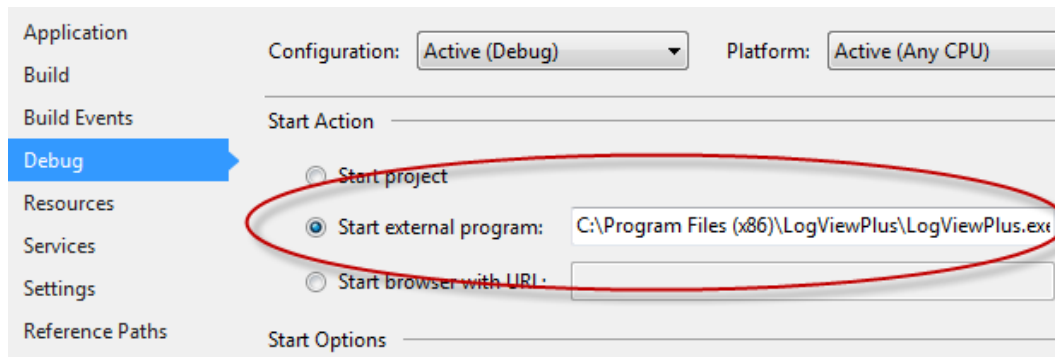 Application
Build
Build Events
Debug
Resources
Services
Settings
Reference Paths
Configuration: Active (Debug) Platform: Active (Any CPU)
Start Action
Start project
Start external program: C:\Program Files (x86)\LogViewPlus\LogViewPlus.exe
Start browser with URL:
Start Options